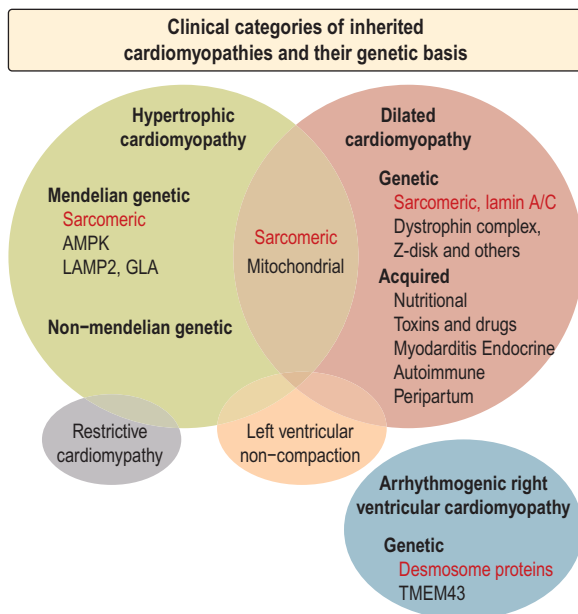 Clinical categories of inherited
cardiomyopathies and their genetic basis
Hypertrophic
cardiomyopathy
Mendelian genetic
Sarcomeric
AMPK
LAMP2, GLA
Non−mendelian genetic
Sarcomeric
Mitochondrial
Dilated
cardiomyopathy
Genetic
Sarcomeric, lamin A/C
Dystrophin complex,
Z-disk and others
Acquired
Nutritional
Toxins and drugs
Myodarditis Endocrine
Autoimmune
Peripartum
Restrictive
cardiomypathy
Left ventricular
non−compaction
Arrhythmogenic right
ventricular cardiomyopathy
Genetic
Desmosome proteins
TMEM43